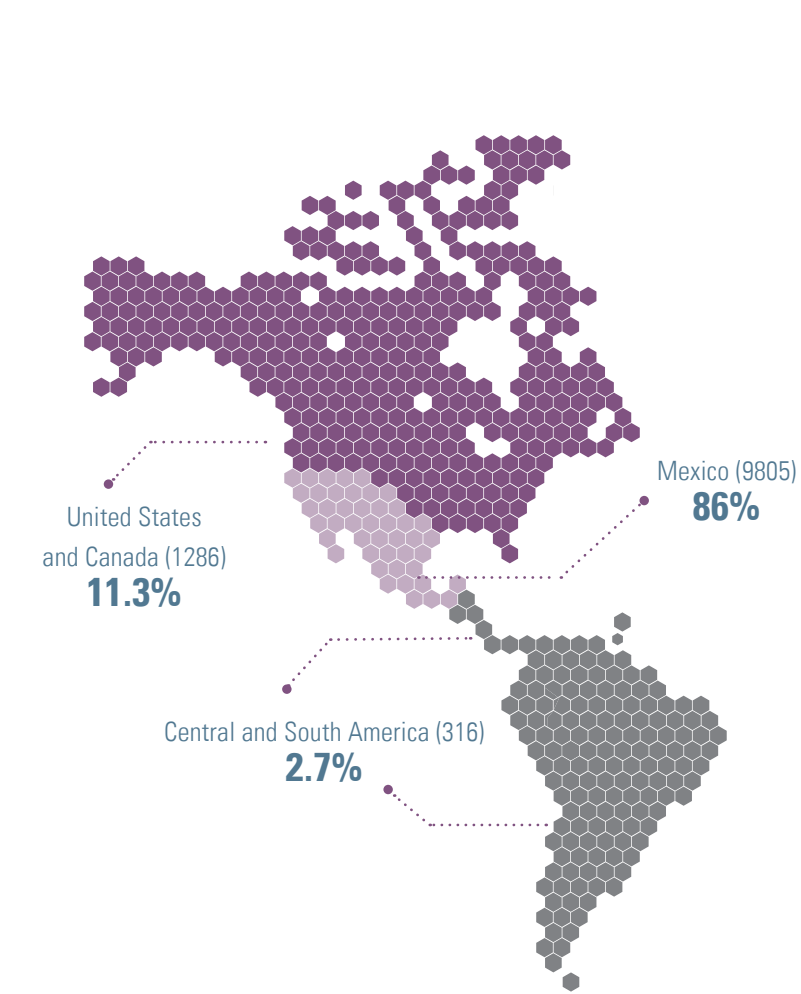 Mexico (9805)
86%
United States
and Canada (1286)
11.3%
Central and South America (316)
2.7%